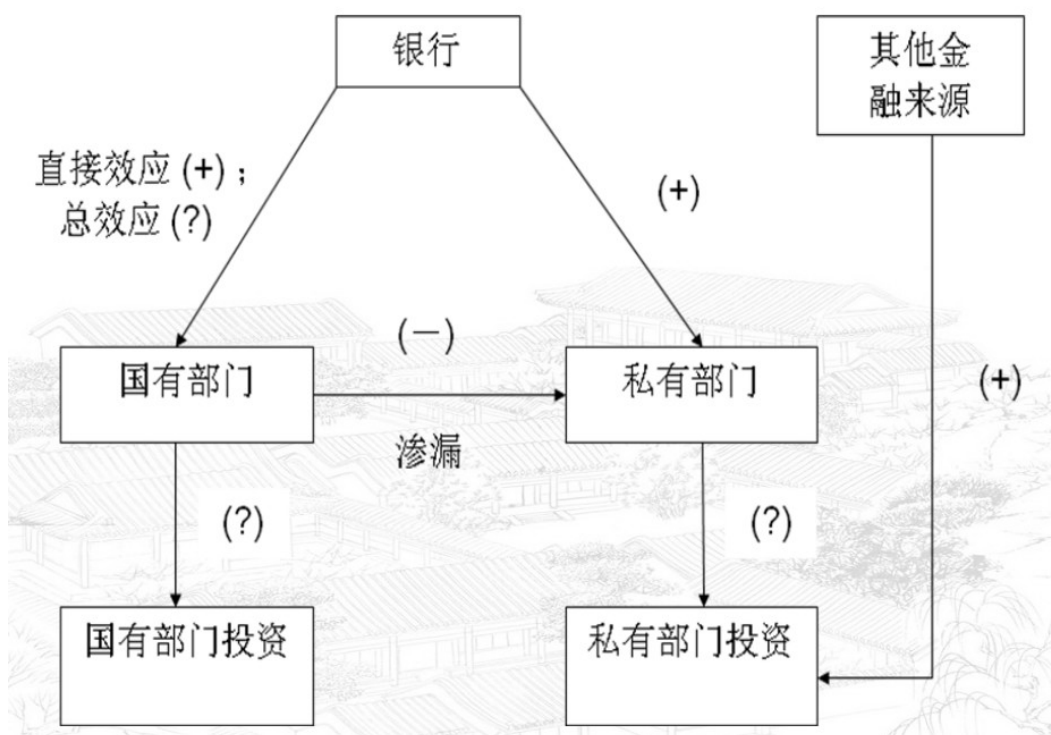 银行
其他金
融来源
直接效应 (+) ；
总效应 (?)
(+)
国有部门
(－)
渗漏
私有部门
(+)
(?)
(?)
国有部门投资
私有部门投资